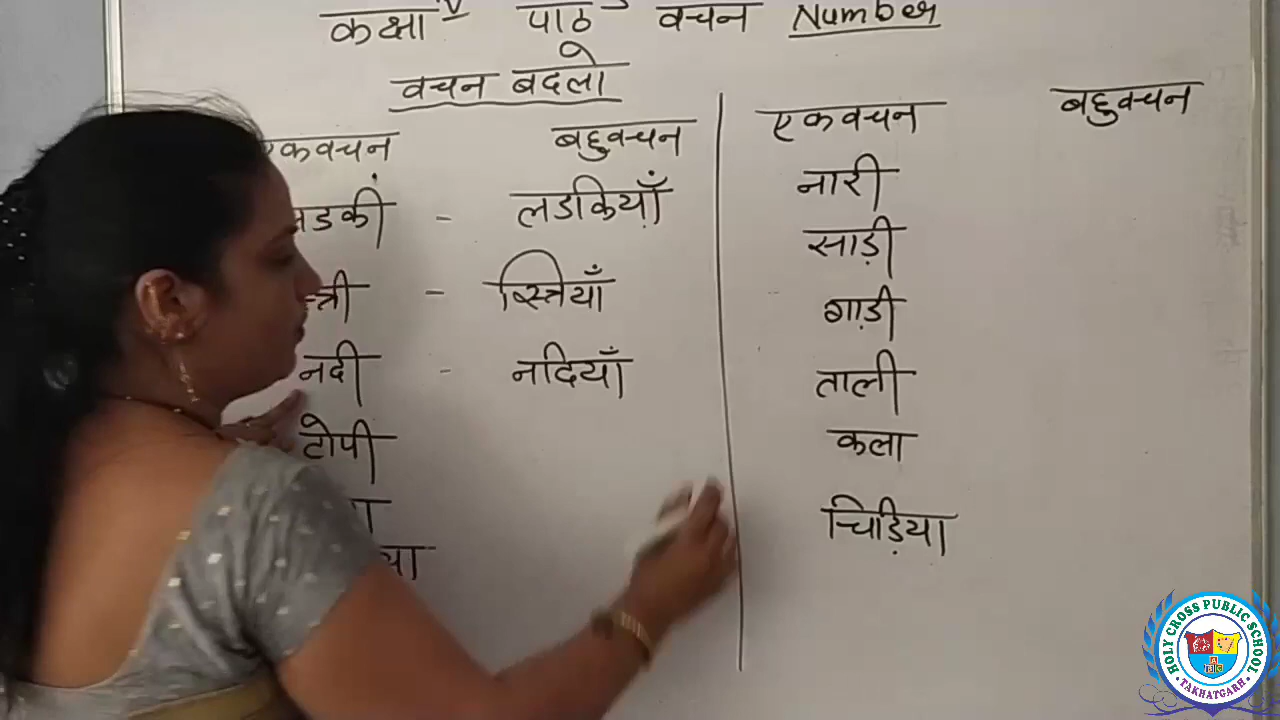 कक्षा V पाठ वचन Number
वचन बदलो
एकवचन बहुवचन
लडकी - लडकियाँ
स्त्री - स्त्रियाँ
नदी - नदियाँ
टोपी
एकवचन बहुवचन
नारी
साड़ी
गाड़ी
ताली
कला
चिड़िया
HOLY CROSS PUBLIC SCHOOL
TAKHATGARH